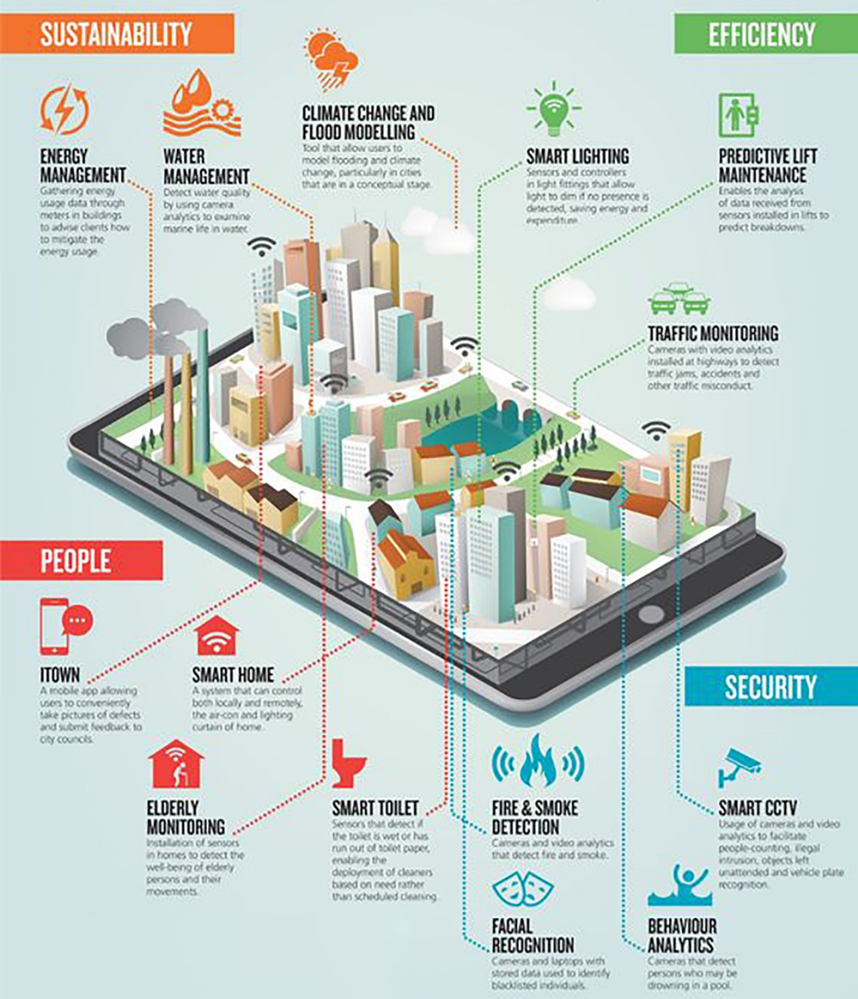 SUSTAINABILITY
EFFICIENCY
ENERGY
MANAGEMENT
Gathering energy
usage data through
meters in buildings
to advise clients how
to mitigate the
energy usage.
WATER
MANAGEMENT
Detect water quality
by using camera
analytics to examine
marine life in water.
CLIMATE CHANGE AND
FLOOD MODELLING
Tool that allow users to
model flooding and climate
change, particularly in cities
that are in a conceptual stage.
SMART LIGHTING
Sensors and controllers
in light fittings that allow
light to dim if no presence is
detected, saving energy and
expenditure.
PREDICTIVE LIFT
MAINTENANCE
Enables the analysis
of data received from
sensors installed in lifts to
predict breakdowns.
TRAFFIC MONITORING
Cameras with video analytics
installed at highways to detect
traffic jams, accidents and
other traffic misconduct.
PEOPLE
ITOWN
A mobile app allowing
users to conveniently
take pictures of defects
and submit feedback to
city councils.
SMART HOME
A system that can control
both locally and remotely,
the air-con and lighting
curtain of home.
ELDERLY
MONITORING
Installation of sensors
in homes to detect the
well-being of elderly
persons and their
movements.
SMART TOILET
Sensors that detect if
the toilet is wet or has
run out of toilet paper,
enabling the
deployment of cleaners
based on need rather
than scheduled cleaning.
SECURITY
FIRE & SMOKE
DETECTION
Cameras and video analytics
that detect fire and smoke.
SMART CCTV
Usage of cameras and video
analytics to facilitate
people-counting, illegal
intrusion, objects left
unattended and vehicle plate
recognition.
FACIAL
RECOGNITION
Cameras and laptops with
stored data used to identify
blacklisted individuals.
BEHAVIOUR
ANALYTICS
Cameras that detect
persons who may be
drowning in a pool.